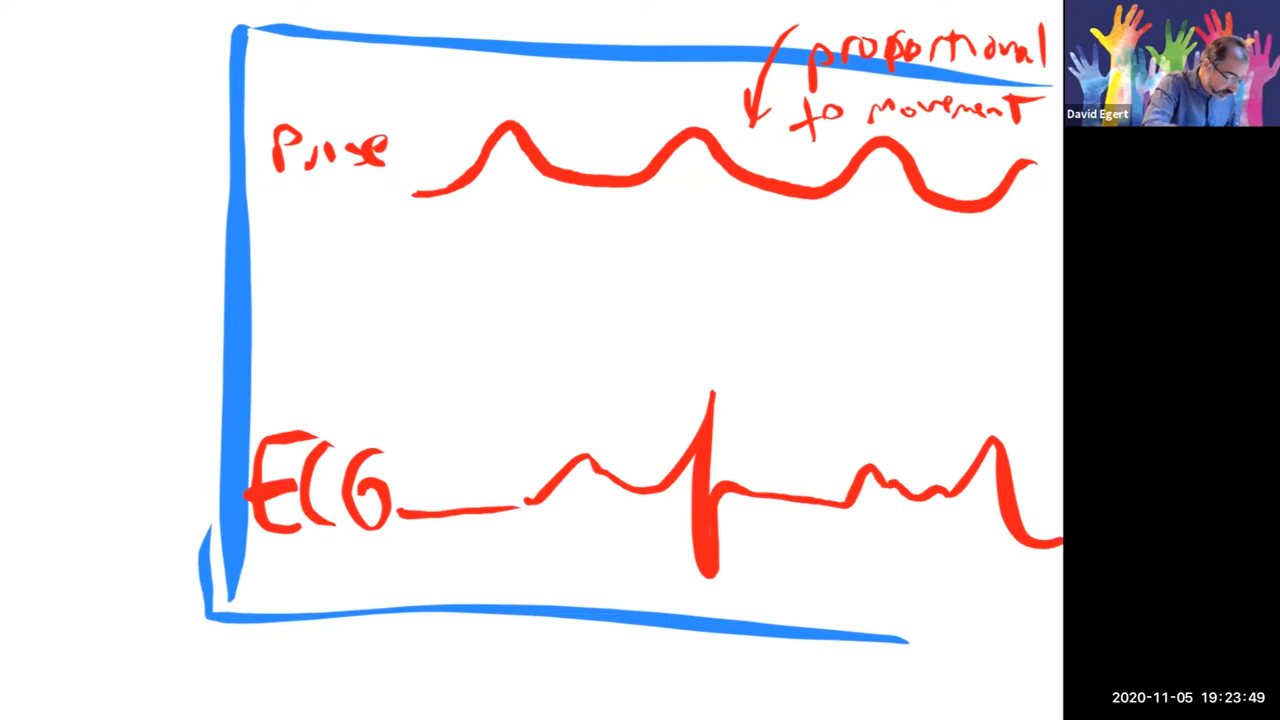 proportional
to movement
Pulse
ECG
David Egert
2020-11-05 19:23:49